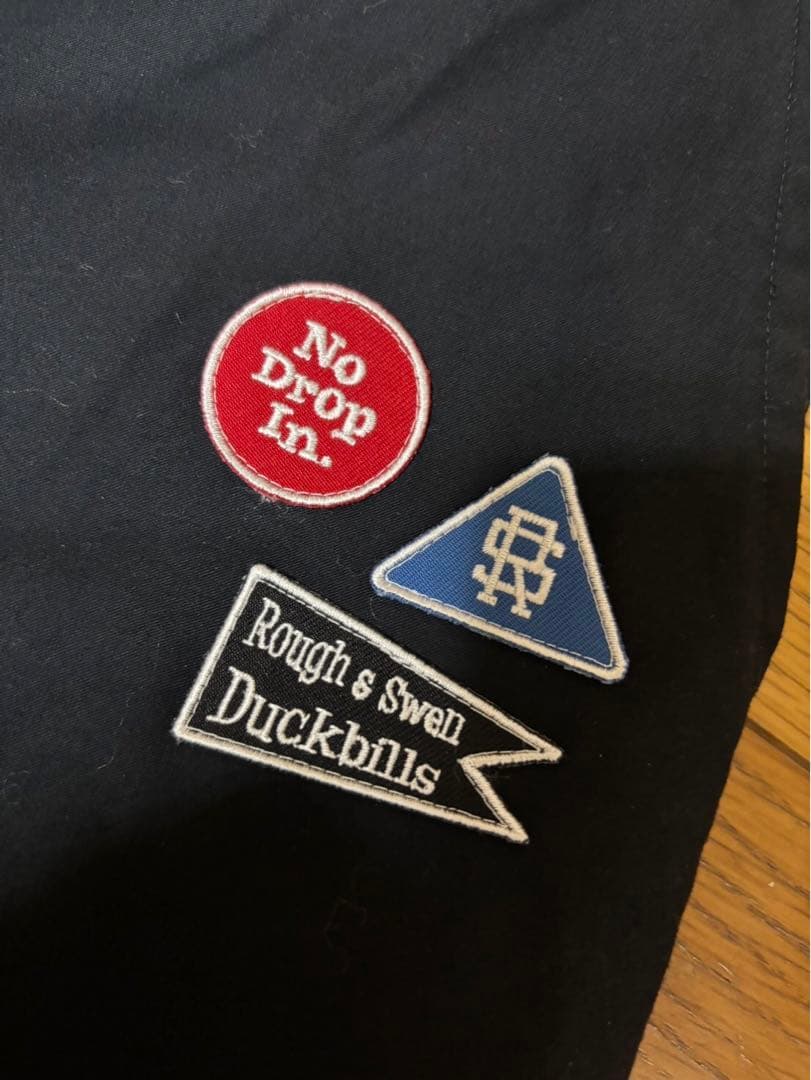 No
Drop
In.
RS
Rough & Swell
Duckbills